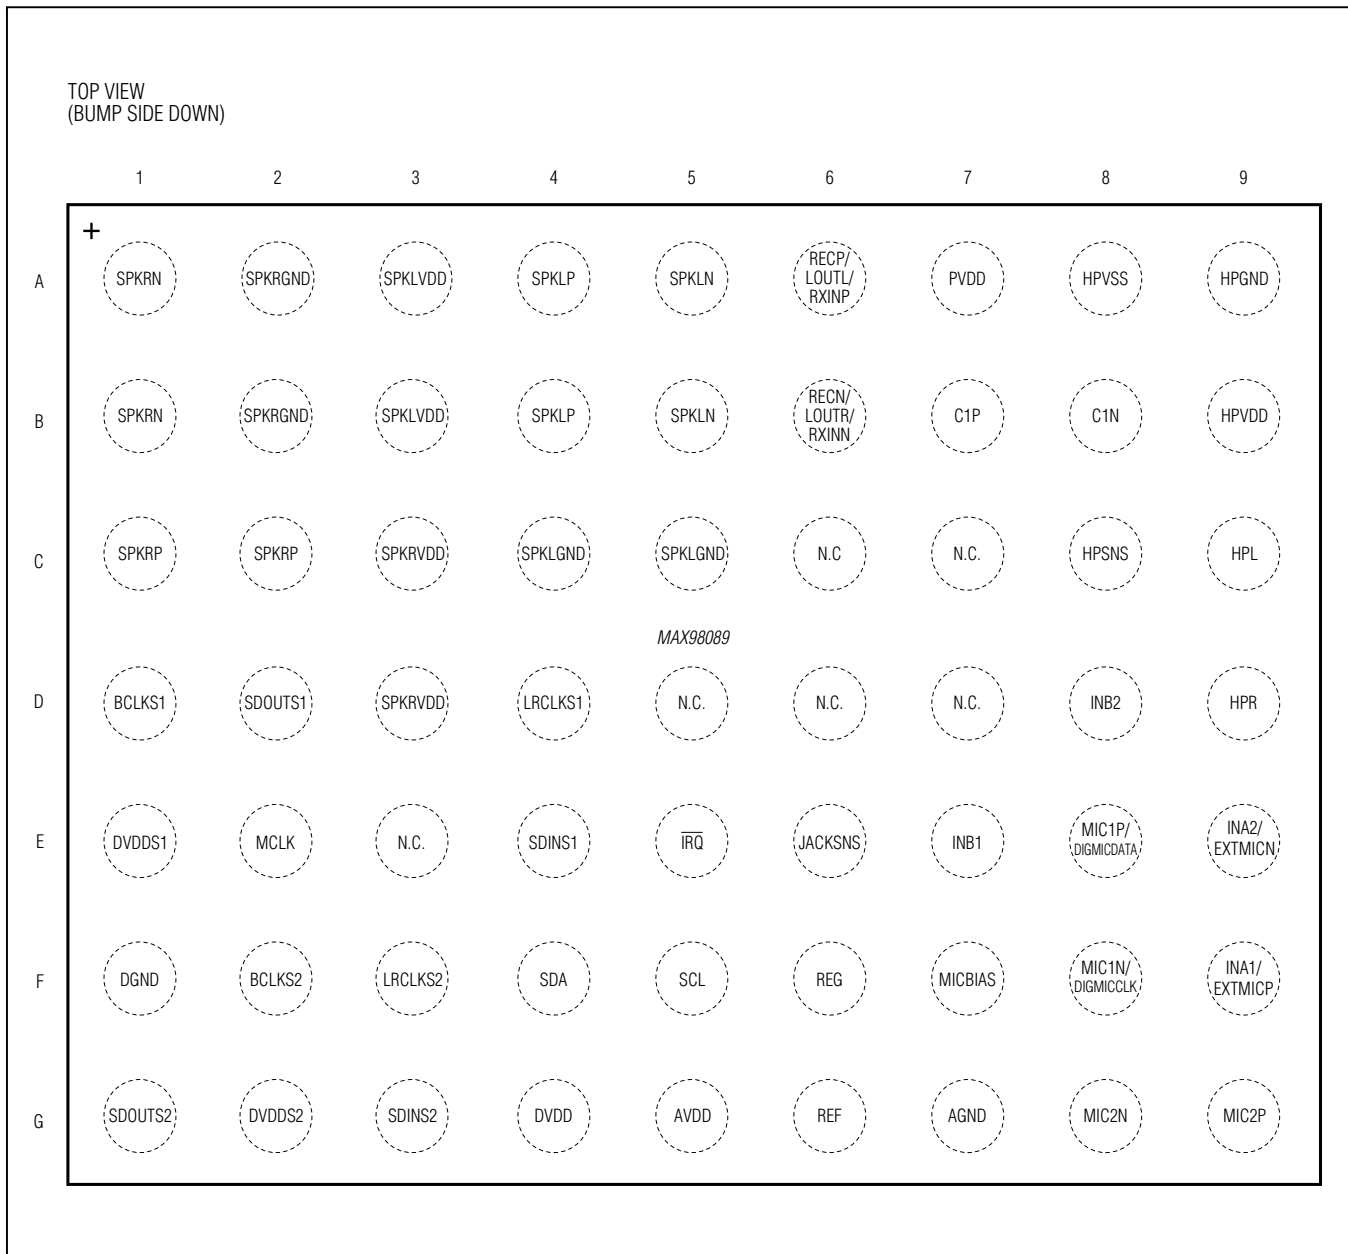 TOP VIEW
(BUMP SIDE DOWN)
1 2 3 4 5 6 7 8 9
+
A SPKRN SPKRGND SPKLVDD SPKLP SPKLN RECP/ LOUTL/ RXINP PVDD HPVSS HPGND
B SPKRN SPKRGND SPKLVDD SPKLP SPKLN RECN/ LOUTR/ RXINN C1P C1N HPVDD
C SPKRP SPKRP SPKRVDD SPKLGND SPKLGND N.C N.C. HPSNS HPL
MAX98089
D BCLKS1 SDOUTS1 SPKRVDD LRCLKS1 N.C. N.C. N.C. INB2 HPR
E DVDDS1 MCLK N.C. SDINS1 IRQ JACKSNS INB1 MIC1P/ DIGMICDATA INA2/ EXTMICN
F DGND BCLKS2 LRCLKS2 SDA SCL REG MICBIAS MIC1N/ DIGMICCLK INA1/ EXTMICP
G SDOUTS2 DVDDS2 SDINS2 DVDD AVDD REF AGND MIC2N MIC2P